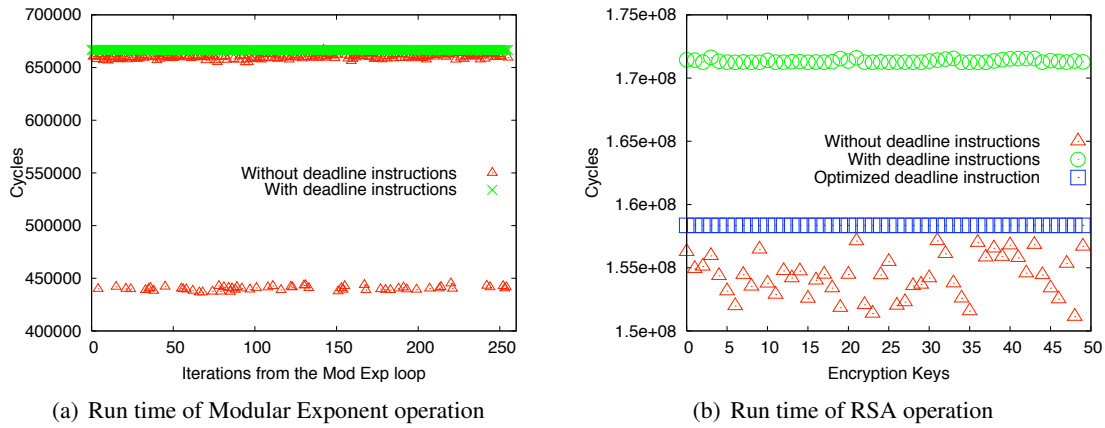 700000
650000
600000
550000
500000
450000
400000
Cycles
Without deadline instructions
With deadline instructions
0 50 100 150 200 250
Iterations from the Mod Exp loop
(a) Run time of Modular Exponent operation
1.75e+08
1.7e+08
1.65e+08
1.6e+08
1.55e+08
1.5e+08
Cycles
Without deadline instructions
With deadline instructions
Optimized deadline instruction
0 5 10 15 20 25 30 35 40 45 50
Encryption Keys
(b) Run time of RSA operation